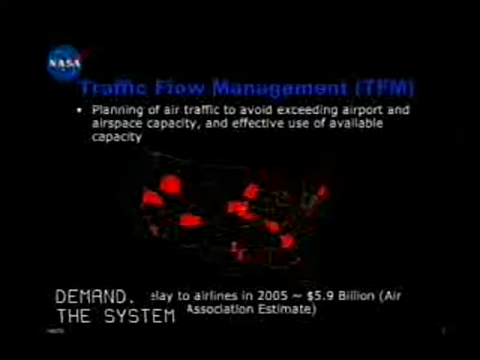 NASA
Traffic Flow Management (TFM)
• Planning of air traffic to avoid exceeding airport and
airspace capacity, and effective use of available
capacity
DEMAND.
THE SYSTEM
elay to airlines in 2005 ~ $5.9 Billion (Air
Association Estimate)